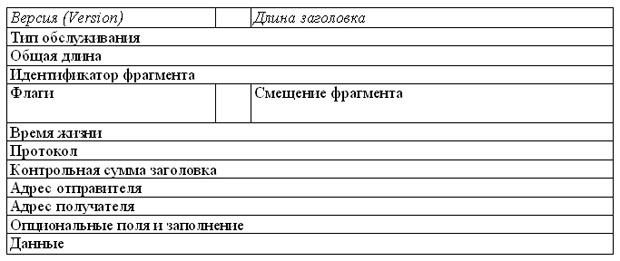 Версия (Version) Длина заголовка
Тип обслуживания
Общая длина
Идентификатор фрагмента
Флаги Смещение фрагмента
Время жизни
Протокол
Контрольная сумма заголовка
Адрес отправителя
Адрес получателя
Опциональные поля и заполнение
Данные